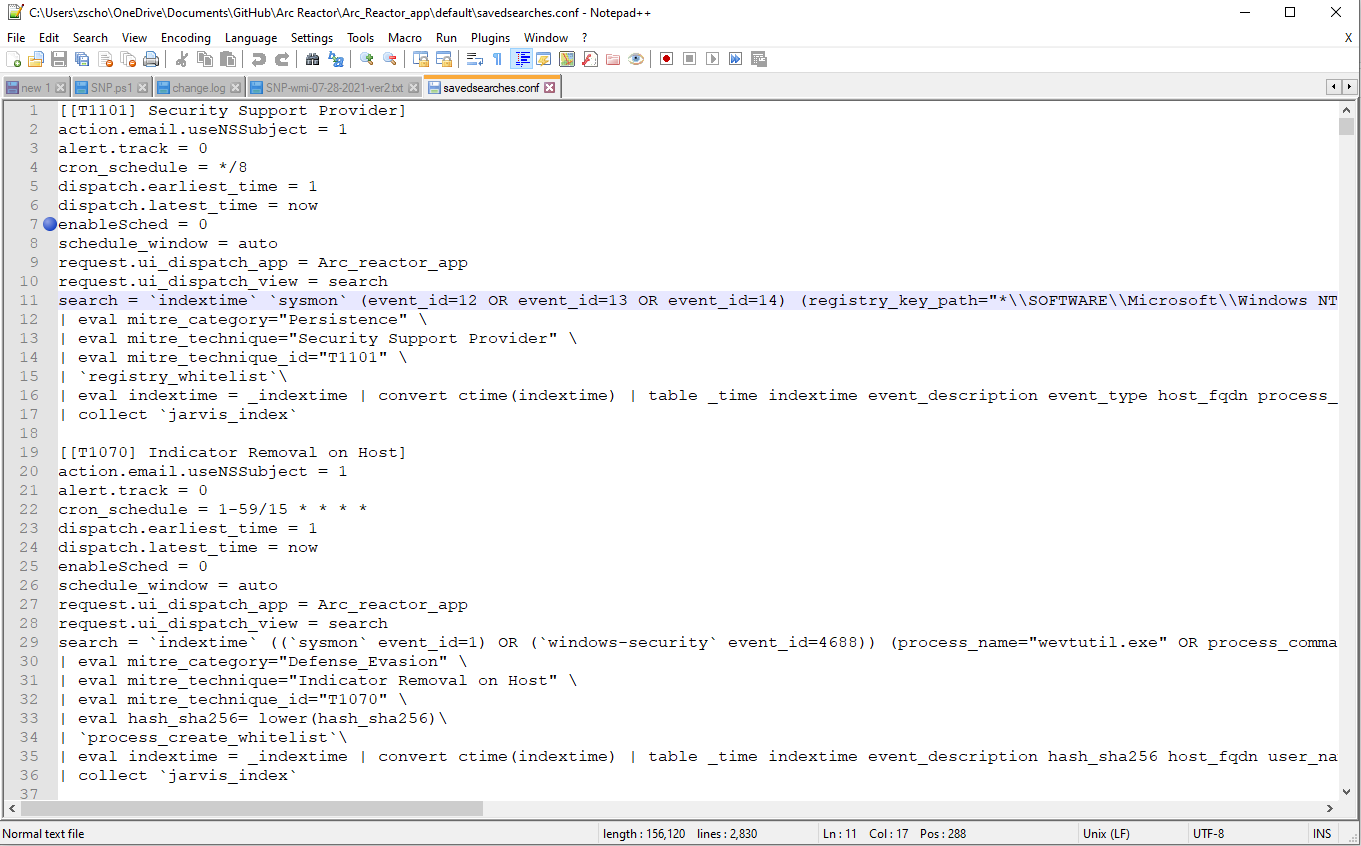 C:\Users\zscho\OneDrive\Documents\GitHub\Arc Reactor\Arc_Reactor_app\default\savedsearches.conf - Notepad++
File Edit Search View Encoding Language Settings Tools Macro Run Plugins Window ? X
new 1 SNP.ps1 change.log SNP-wmi-07-28-2021-ver2.txt savedsearches.conf
1 [[T1101] Security Support Provider]
2 action.email.useNSSubject = 1
3 alert.track = 0
4 cron_schedule = */8
5 dispatch.earliest_time = 1
6 dispatch.latest_time = now
7 enableSched = 0
8 schedule_window = auto
9 request.ui_dispatch_app = Arc_reactor_app
10 request.ui_dispatch_view = search
11 search = `indextime` `sysmon` (event_id=12 OR event_id=13 OR event_id=14) (registry_key_path="*\\SOFTWARE\\Microsoft\\Windows NT
12 | eval mitre_category="Persistence" \
13 | eval mitre_technique="Security Support Provider" \
14 | eval mitre_technique_id="T1101" \
15 | `registry_whitelist`\
16 | eval indextime = _indextime | convert ctime(indextime) | table _time indextime event_description event_type host_fqdn process_
17 | collect `jarvis_index`
18
19 [[T1070] Indicator Removal on Host]
20 action.email.useNSSubject = 1
21 alert.track = 0
22 cron_schedule = 1-59/15 * * * *
23 dispatch.earliest_time = 1
24 dispatch.latest_time = now
25 enableSched = 0
26 schedule_window = auto
27 request.ui_dispatch_app = Arc_reactor_app
28 request.ui_dispatch_view = search
29 search = `indextime` ((`sysmon` event_id=1) OR (`windows-security` event_id=4688)) (process_name="wevtutil.exe" OR process_comma
30 | eval mitre_category="Defense_Evasion" \
31 | eval mitre_technique="Indicator Removal on Host" \
32 | eval mitre_technique_id="T1070" \
33 | eval hash_sha256= lower(hash_sha256)\
34 | `process_create_whitelist`\
35 | eval indextime = _indextime | convert ctime(indextime) | table _time indextime event_description hash_sha256 host_fqdn user_na
36 | collect `jarvis_index`
37
Normal text file length : 156,120 lines : 2,830 Ln : 11 Col : 17 Pos : 288 Unix (LF) UTF-8 INS